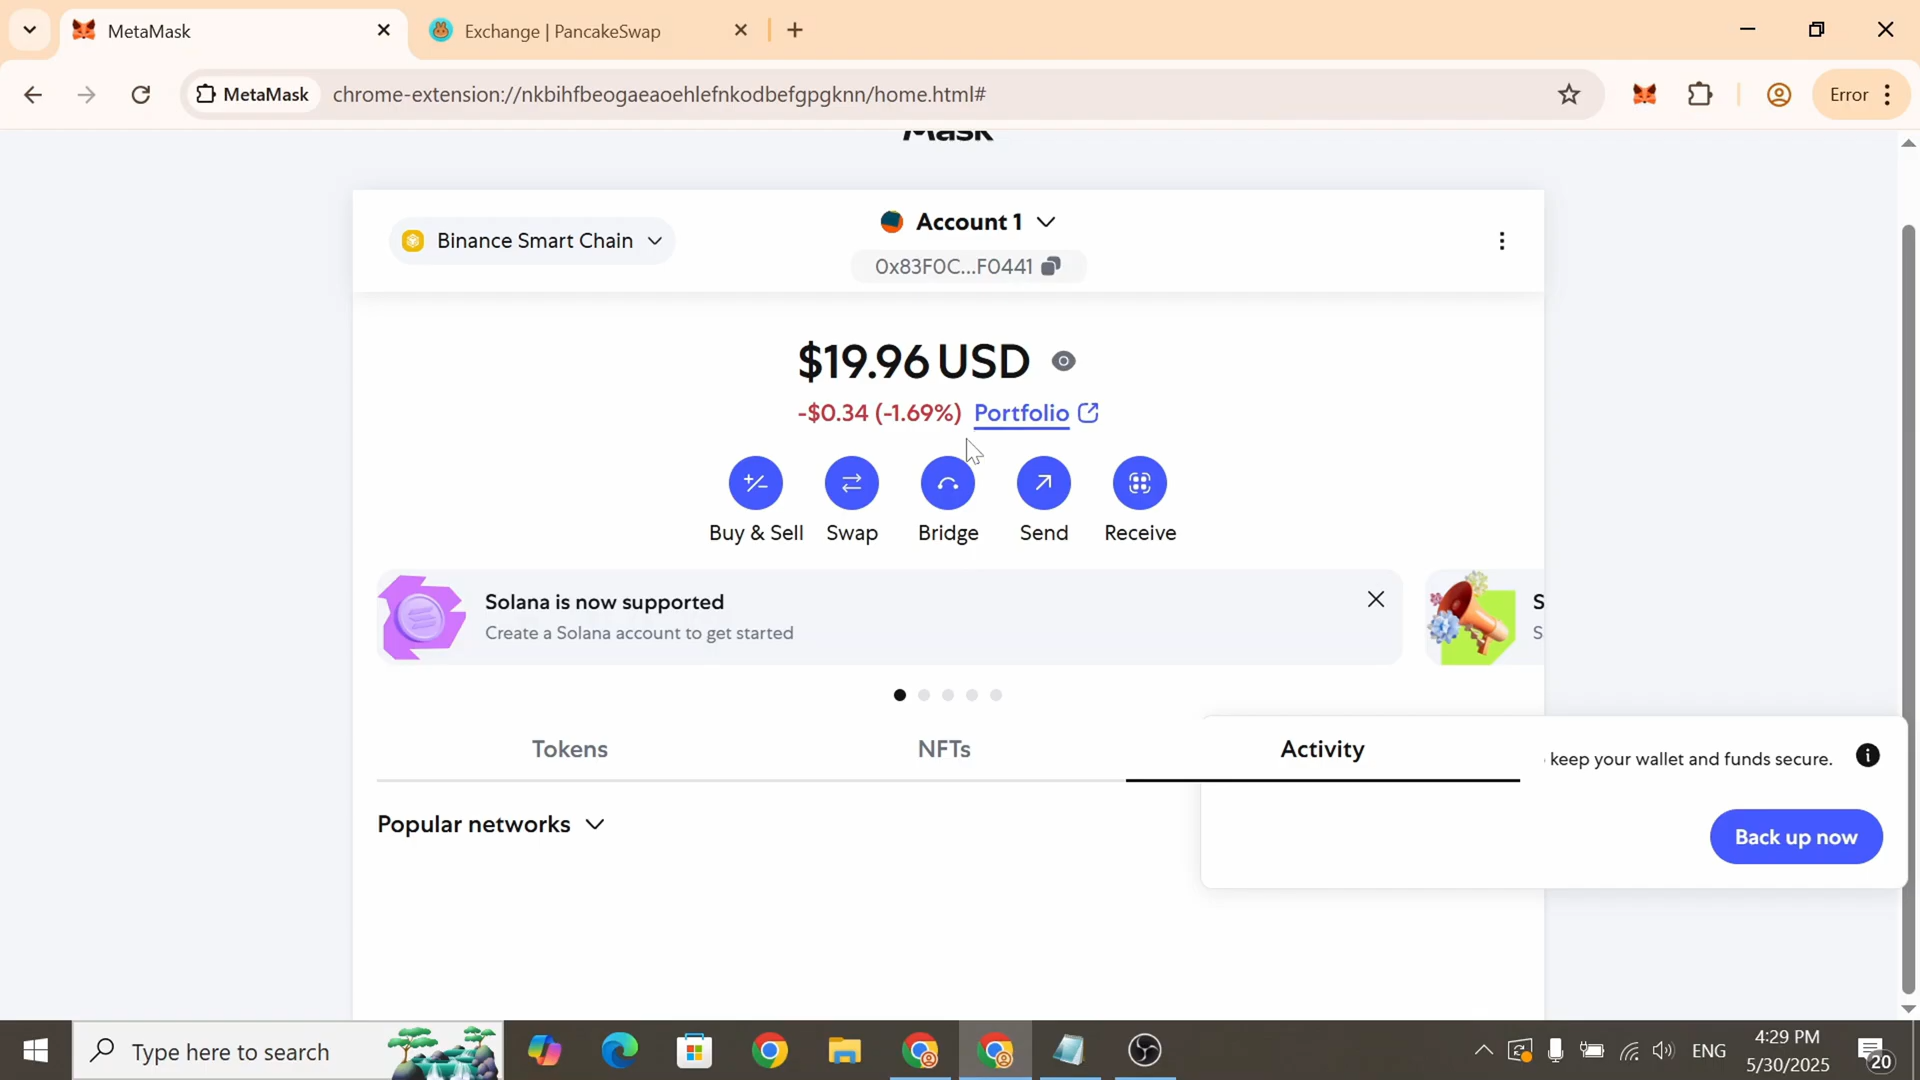 MetaMask
Exchange | PancakeSwap
MetaMask
chrome-extension://nkbihfbeogaeaoehlefnkodbefgpgknn/home.html#
Error
Mask
Binance Smart Chain
Account 1
0x83F0C...F0441
$19.96 USD
-$0.34 (-1.69%)
Portfolio
Buy & Sell
Swap
Bridge
Send
Receive
Solana is now supported
Create a Solana account to get started
S
S
Tokens
NFTs
Activity
keep your wallet and funds secure.
Popular networks
Back up now
Type here to search
ENG
4:29 PM
5/30/2025
20